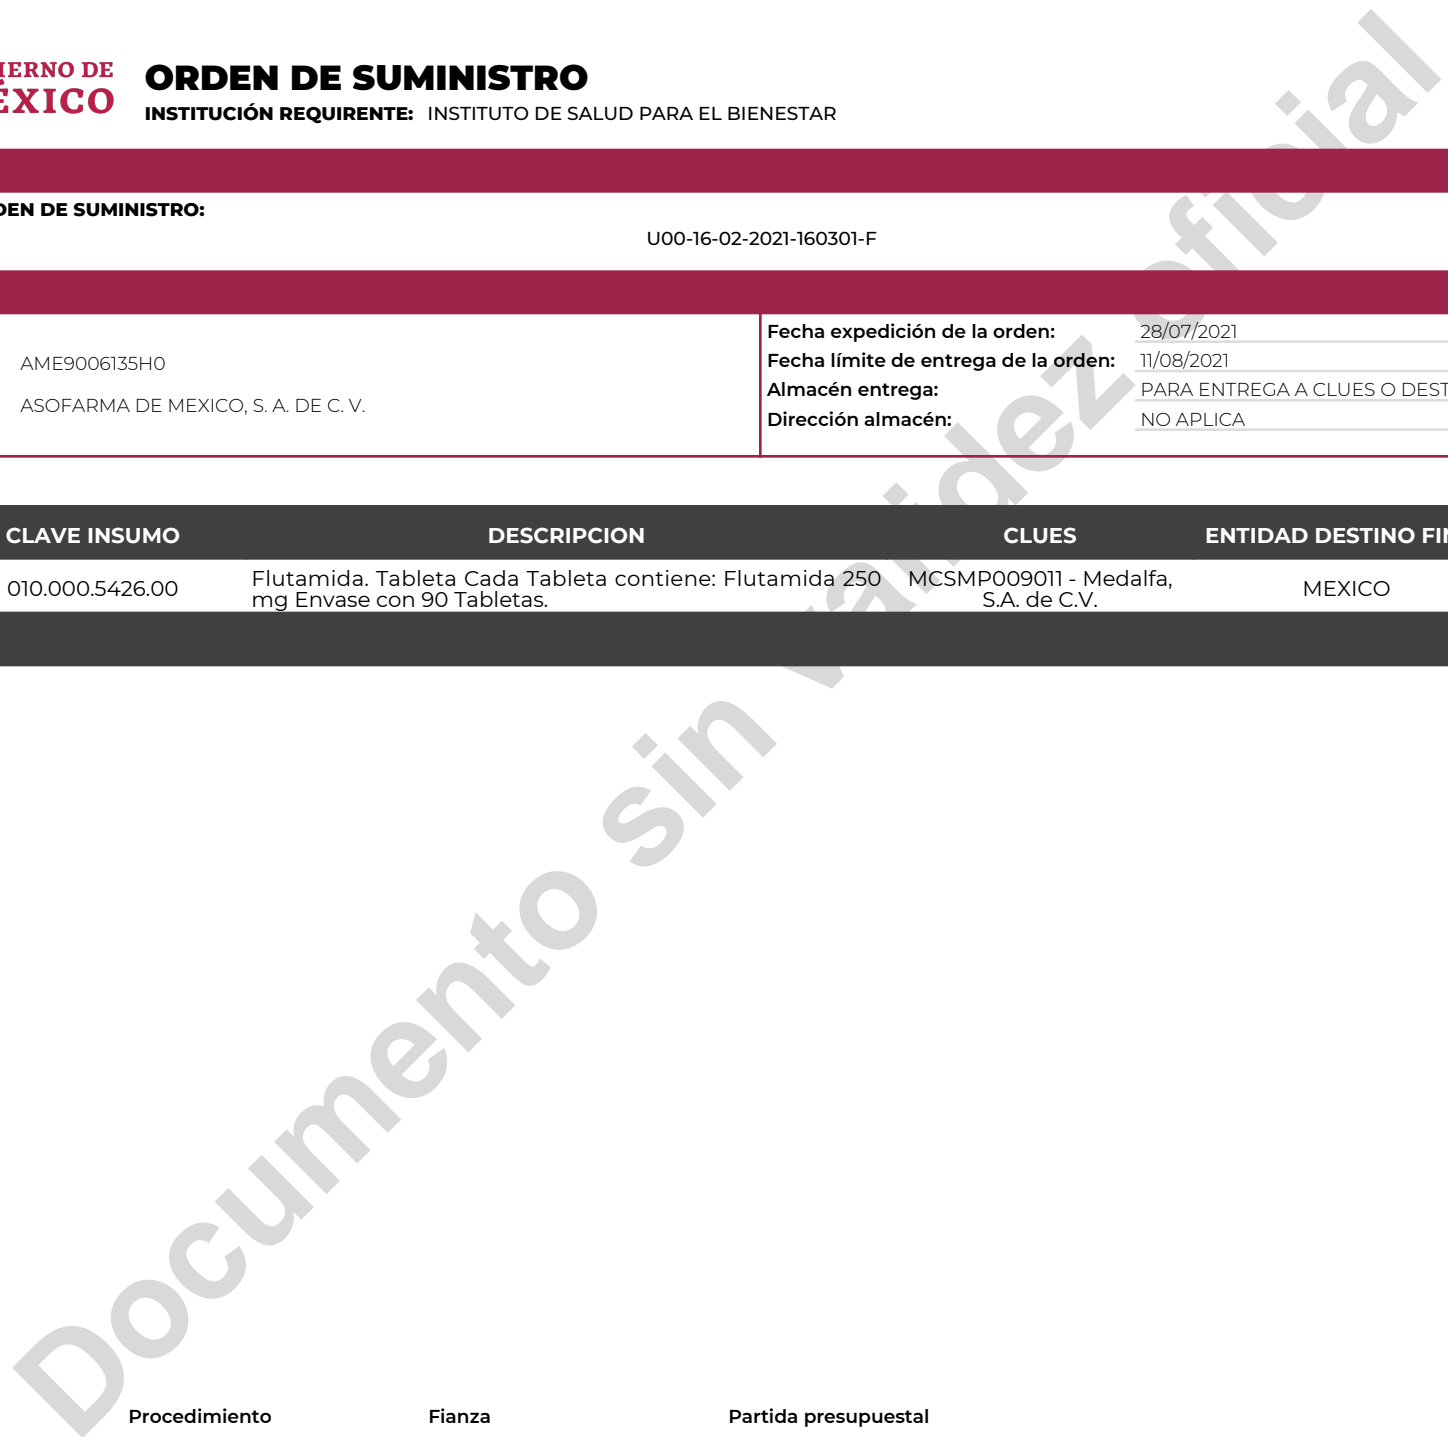 IERNO DE
ÉXICO
ORDEN DE SUMINISTRO
INSTITUCIÓN REQUIRENTE: INSTITUTO DE SALUD PARA EL BIENESTAR
DEN DE SUMINISTRO:
U00-16-02-2021-160301-F
AME9006135H0
ASOFARMA DE MEXICO, S. A. DE C. V.
Fecha expedición de la orden: 28/07/2021
Fecha límite de entrega de la orden: 11/08/2021
Almacén entrega: PARA ENTREGA A CLUES O DEST
Dirección almacén: NO APLICA
CLAVE INSUMO DESCRIPCION CLUES ENTIDAD DESTINO FIN
010.000.5426.00
Flutamida. Tableta Cada Tableta contiene: Flutamida 250
mg Envase con 90 Tabletas.
MCSMP009011 - Medalfa,
S.A. de C.V.
MEXICO
Documento sin validez oficial
Procedimiento Fianza Partida presupuestal